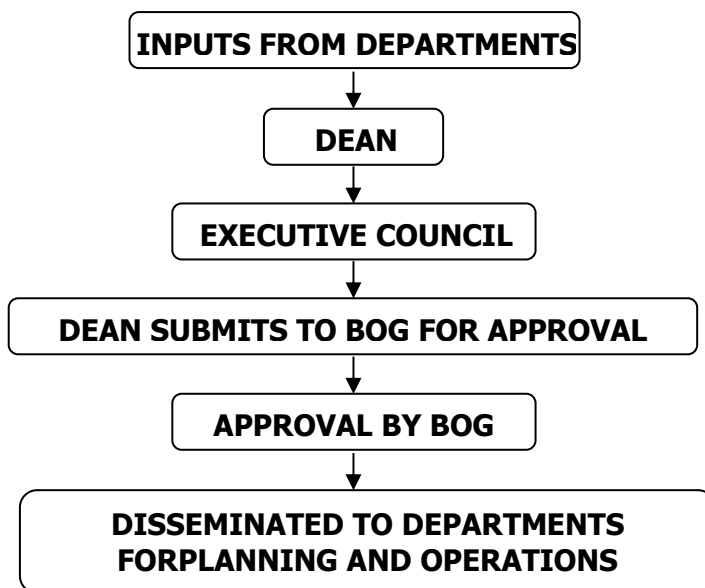 INPUTS FROM DEPARTMENTS
DEAN
EXECUTIVE COUNCIL
DEAN SUBMITS TO BOG FOR APPROVAL
APPROVAL BY BOG
DISSEMINATED TO DEPARTMENTS
FORPLANNING AND OPERATIONS